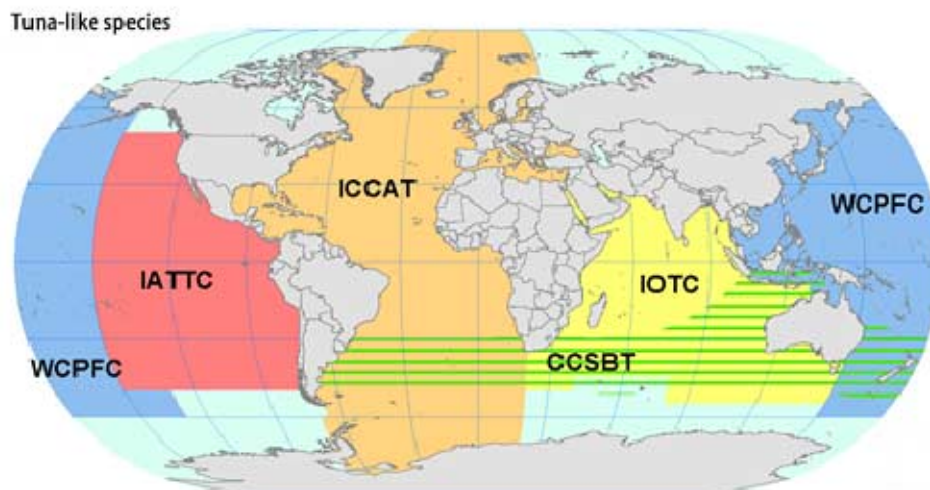 Tuna-like species
ICCAT
WCPFC
IATTC
IOTC
WCPFC
CCSBT